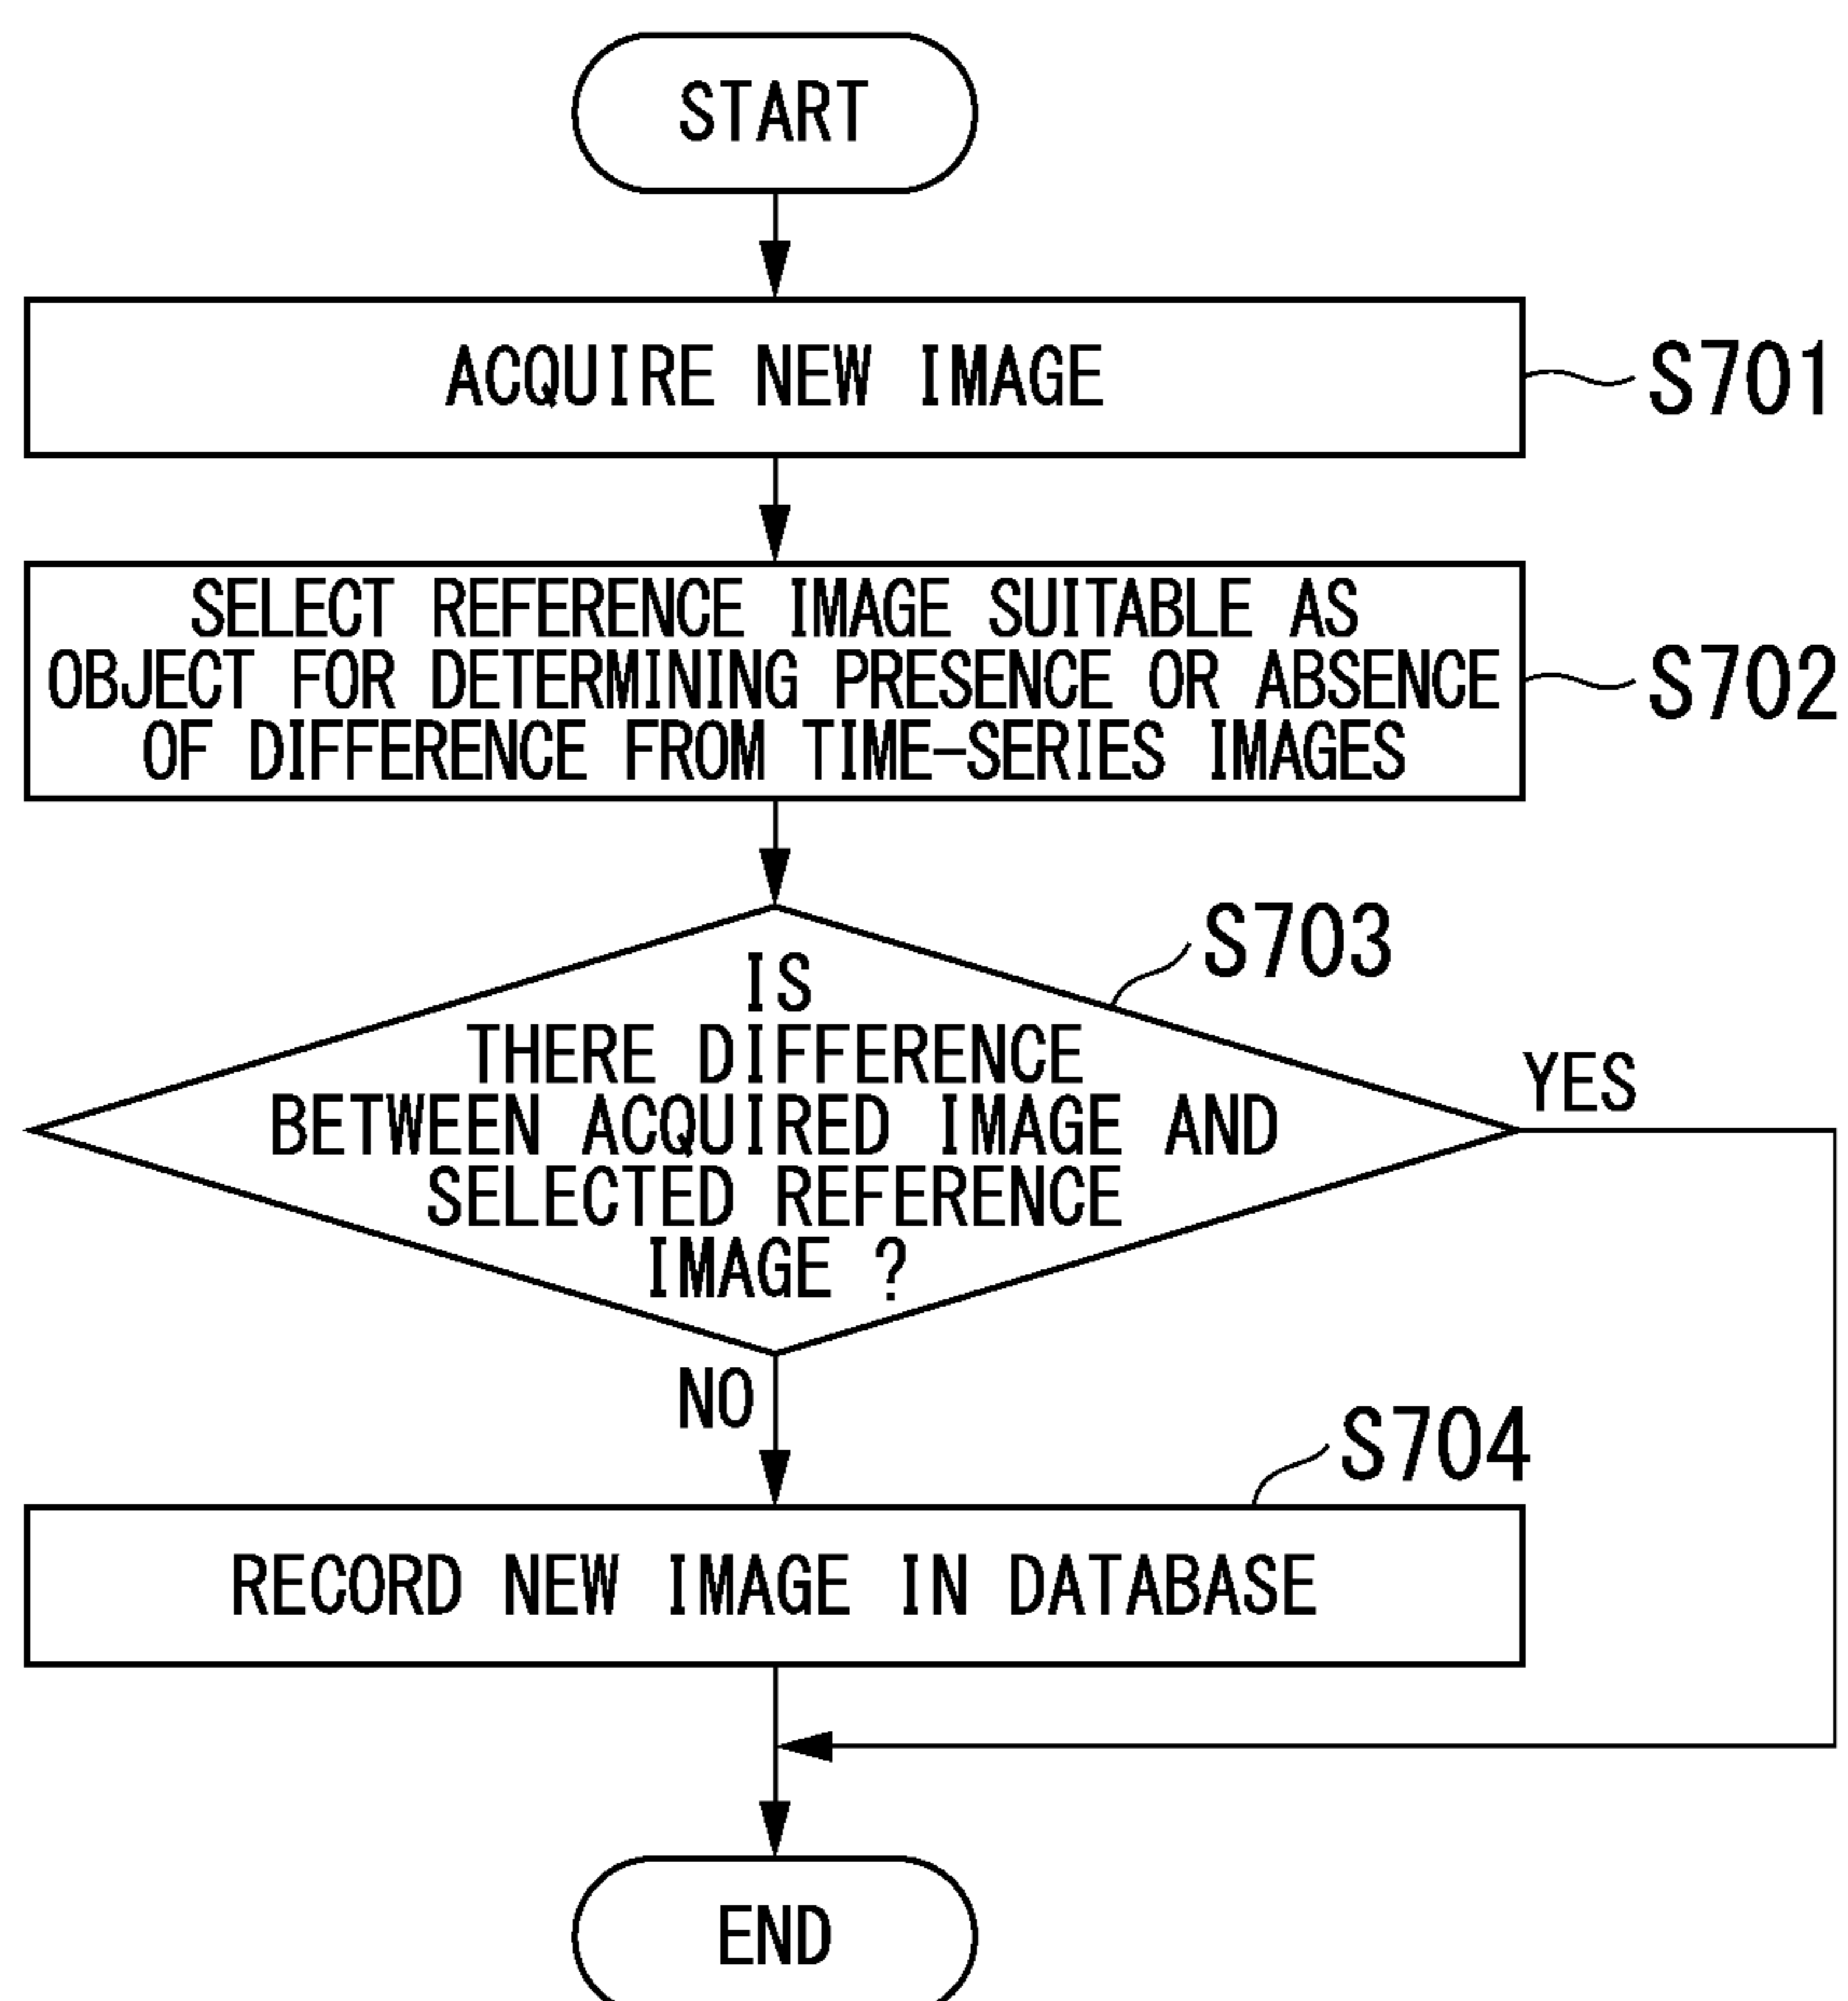 START
ACQUIRE NEW IMAGE
S701
SELECT REFERENCE IMAGE SUITABLE AS
OBJECT FOR DETERMINING PRESENCE OR ABSENCE
OF DIFFERENCE FROM TIME-SERIES IMAGES
S702
S703
IS
THERE DIFFERENCE
BETWEEN ACQUIRED IMAGE AND
SELECTED REFERENCE
IMAGE ?
YES
NO
S704
RECORD NEW IMAGE IN DATABASE
END